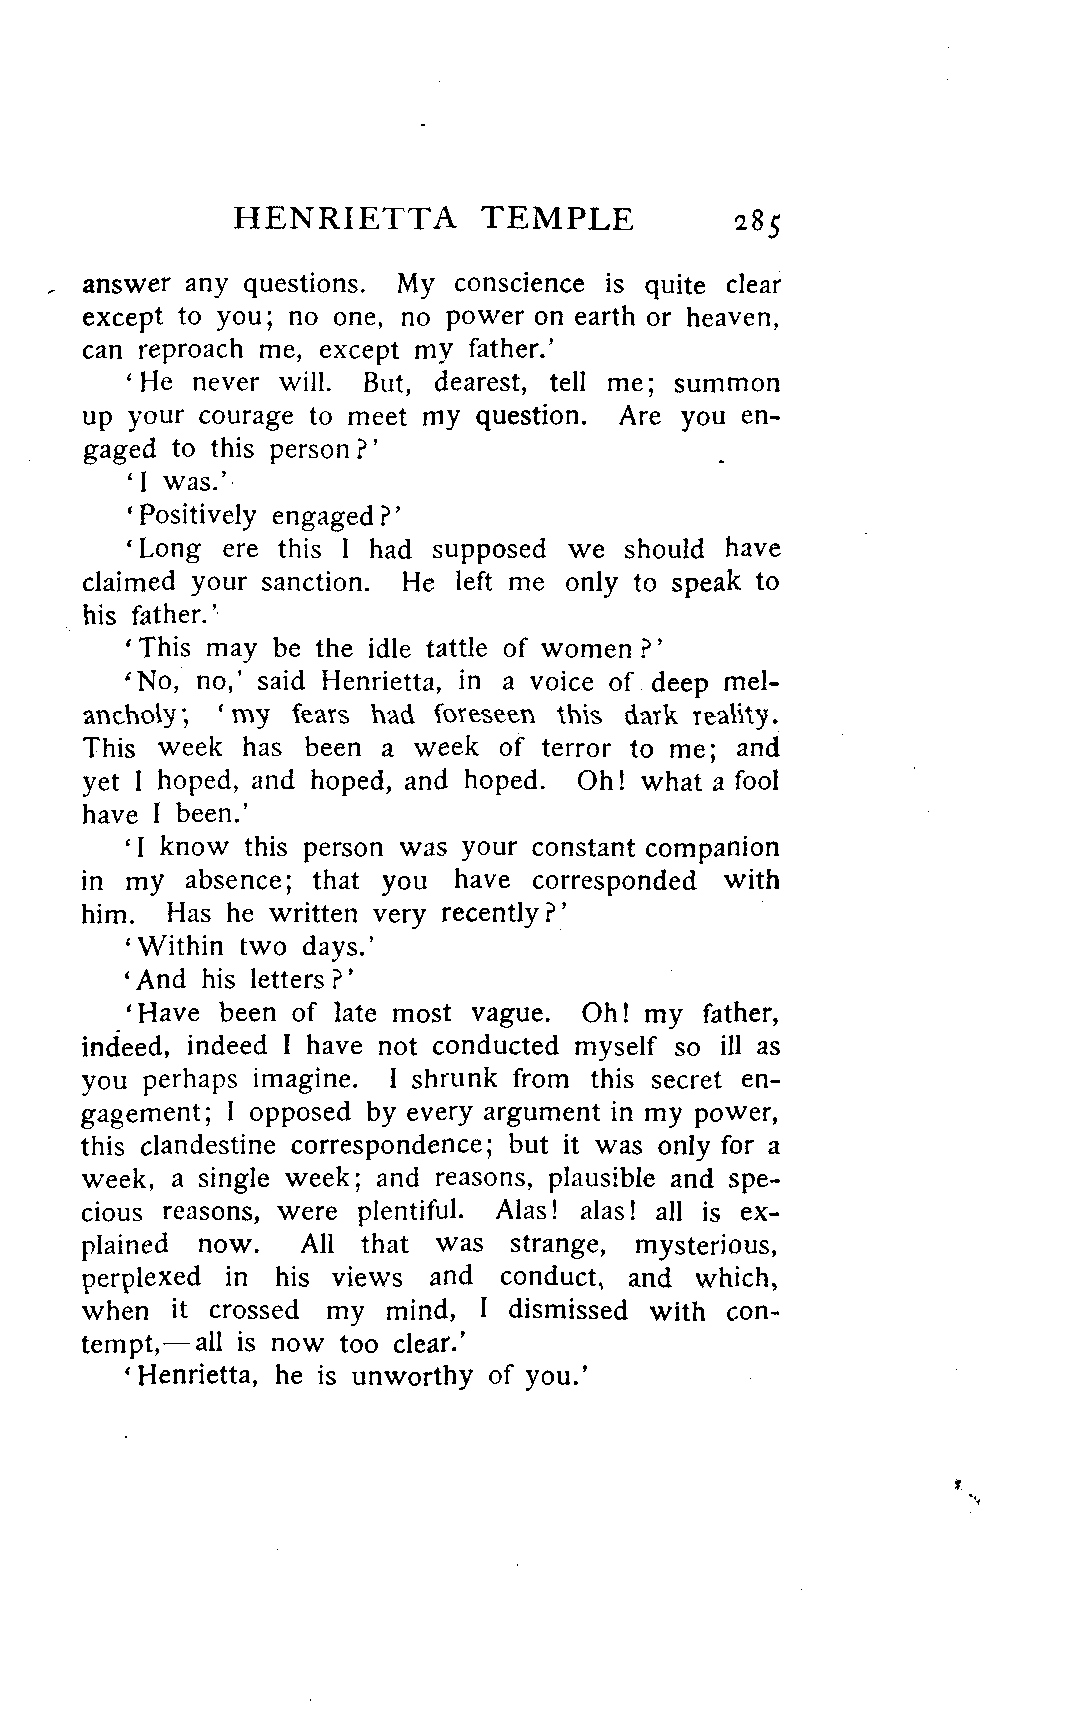 HENRIETTA TEMPLE 285
answer any questions. My conscience is quite clear
except to you; no one, no power on earth or heaven,
can reproach me, except my father.'
'He never will. But, dearest, tell me; summon
up your courage to meet my question. Are you en-
gaged to this person?'
'I was.'
'Positively engaged?'
'Long ere this I had supposed we should have
claimed your sanction. He left me only to speak to
his father.'
'This may be the idle tattle of women?'
'No, no,' said Henrietta, in a voice of deep mel-
ancholy; 'my fears had foreseen this dark reality.
This week has been a week of terror to me; and
yet I hoped, and hoped, and hoped. Oh! what a fool
have I been.'
'I know this person was your constant companion
in my absence; that you have corresponded with
him. Has he written very recently?'
'Within two days.'
'And his letters?'
'Have been of late most vague. Oh! my father,
indeed, indeed I have not conducted myself so ill as
you perhaps imagine. I shrunk from this secret en-
gagement; I opposed by every argument in my power,
this clandestine correspondence; but it was only for a
week, a single week; and reasons, plausible and spe-
cious reasons, were plentiful. Alas! alas! all is ex-
plained now. All that was strange, mysterious,
perplexed in his views and conduct, and which,
when it crossed my mind, I dismissed with con-
tempt,—all is now too clear.'
'Henrietta, he is unworthy of you.'